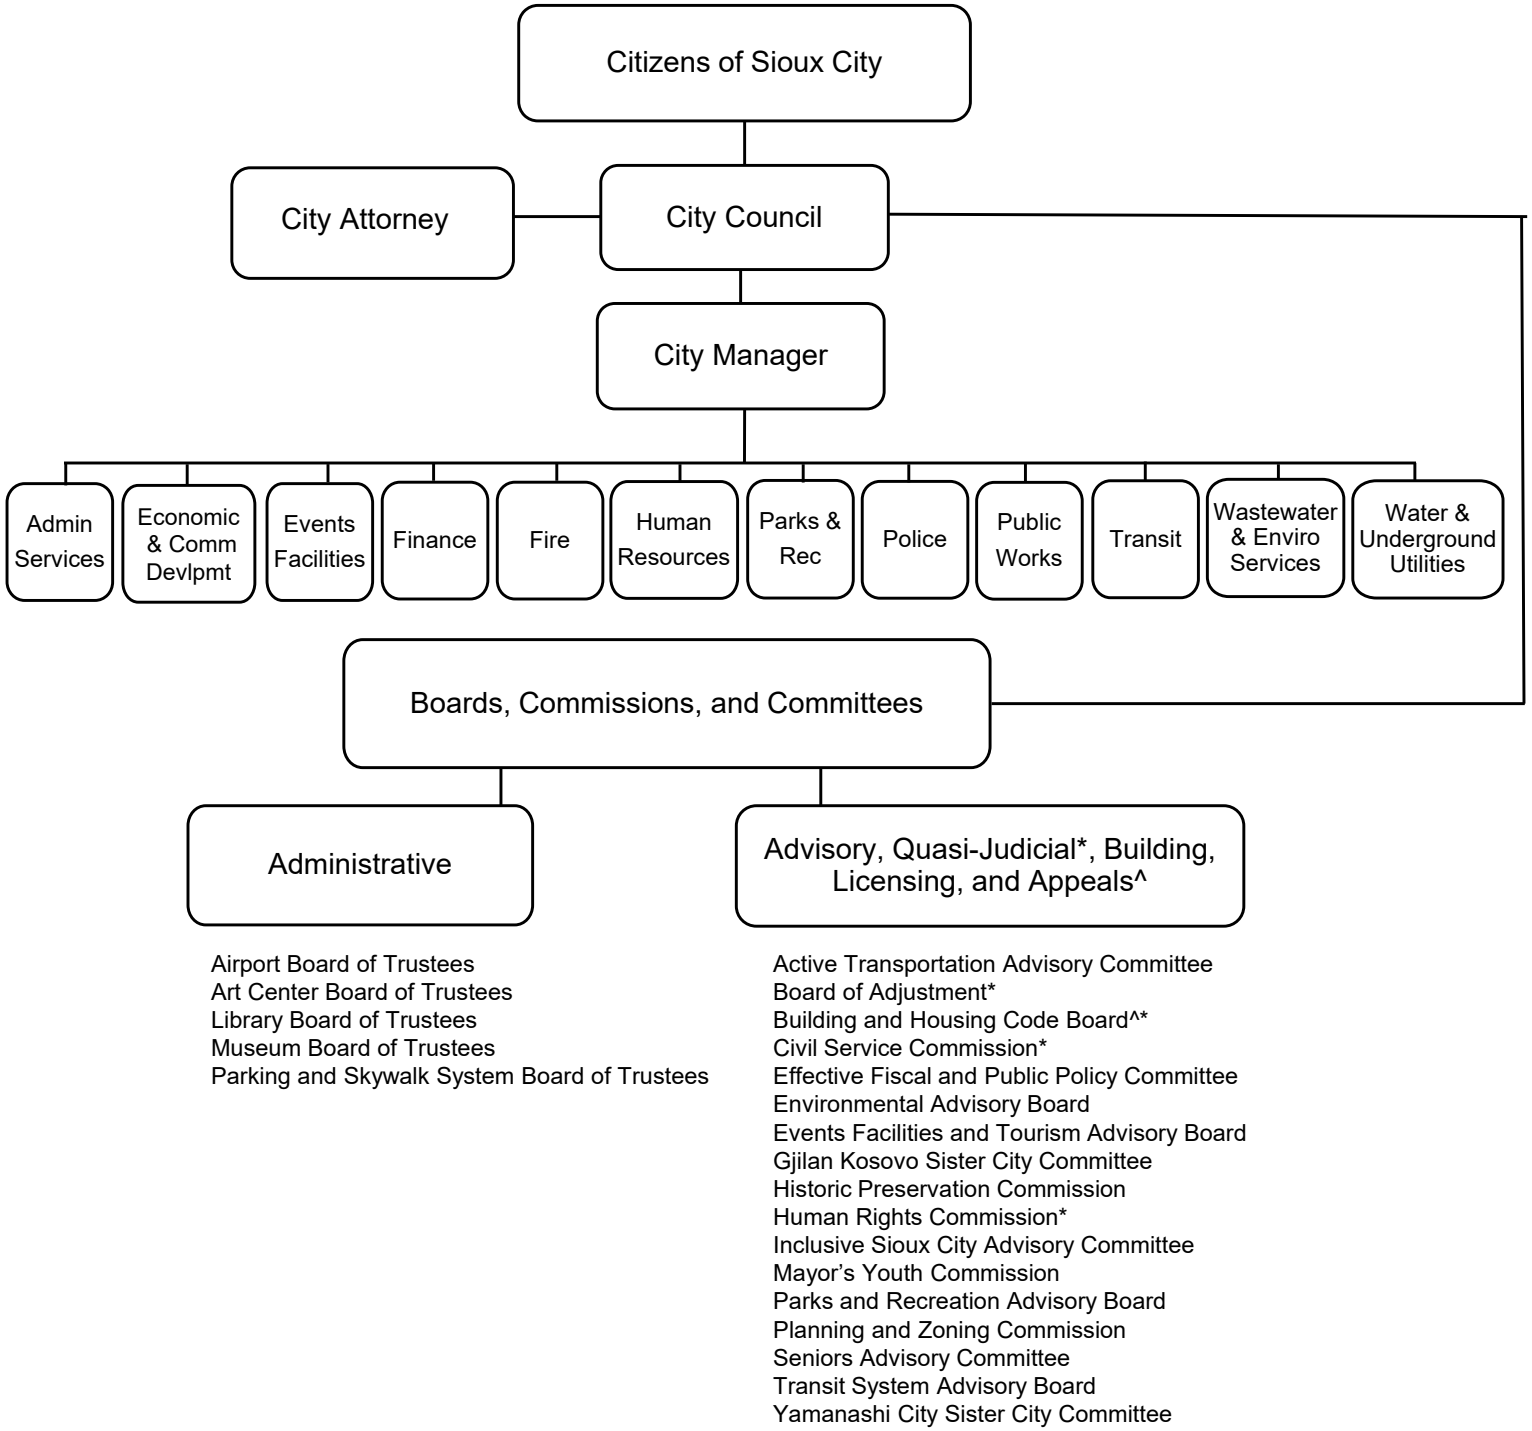 Citizens of Sioux City
City Attorney
City Council
City Manager
Admin
Services
Economic
& Comm
Devlpmt
Events
Facilities
Finance
Fire
Human
Resources
Parks &
Rec
Police
Public
Works
Transit
Wastewater
& Enviro
Services
Water &
Underground
Utilities
Boards, Commissions, and Committees
Administrative
Airport Board of Trustees
Art Center Board of Trustees
Library Board of Trustees
Museum Board of Trustees
Parking and Skywalk System Board of Trustees
Advisory, Quasi-Judicial*, Building,
Licensing, and Appeals^
Active Transportation Advisory Committee
Board of Adjustment*
Building and Housing Code Board^*
Civil Service Commission*
Effective Fiscal and Public Policy Committee
Environmental Advisory Board
Events Facilities and Tourism Advisory Board
Gjilan Kosovo Sister City Committee
Historic Preservation Commission
Human Rights Commission*
Inclusive Sioux City Advisory Committee
Mayor’s Youth Commission
Parks and Recreation Advisory Board
Planning and Zoning Commission
Seniors Advisory Committee
Transit System Advisory Board
Yamanashi City Sister City Committee